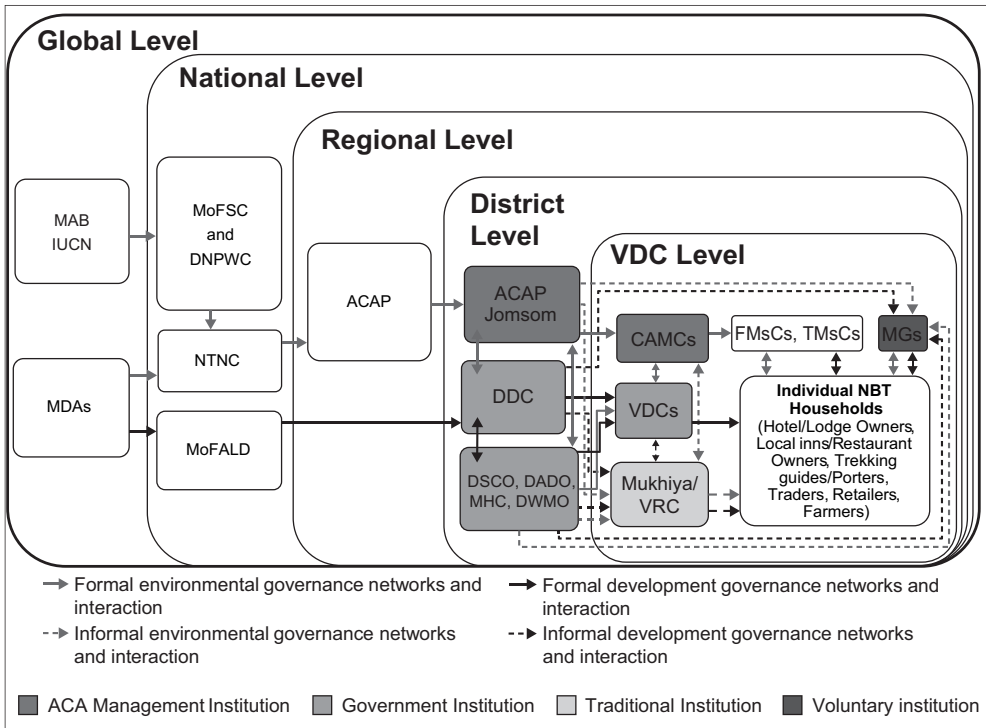 Global Level
National Level
Regional Level
District
Level
VDC Level
MAB
IUCN
MDAs
MoFSC
and
DNPWC
NTNC
MoFALD
ACAP
ACAP
Jomsom
DDC
DSCO, DADO,
MHC, DWMO
CAMCs
VDCs
Mukhiya/
VRC
FMsCs, TMsCs
MGs
Individual NBT
Households
(Hotel/Lodge Owners,
Local inns/Restaurant
Owners, Trekking
guides/Porters,
Traders, Retailers,
Farmers)
Formal environmental governance networks and
interaction
Informal environmental governance networks
and interaction
Formal development governance networks and
interaction
Informal development governance networks
and interaction
ACA Management Institution
Government Institution
Traditional Institution
Voluntary institution